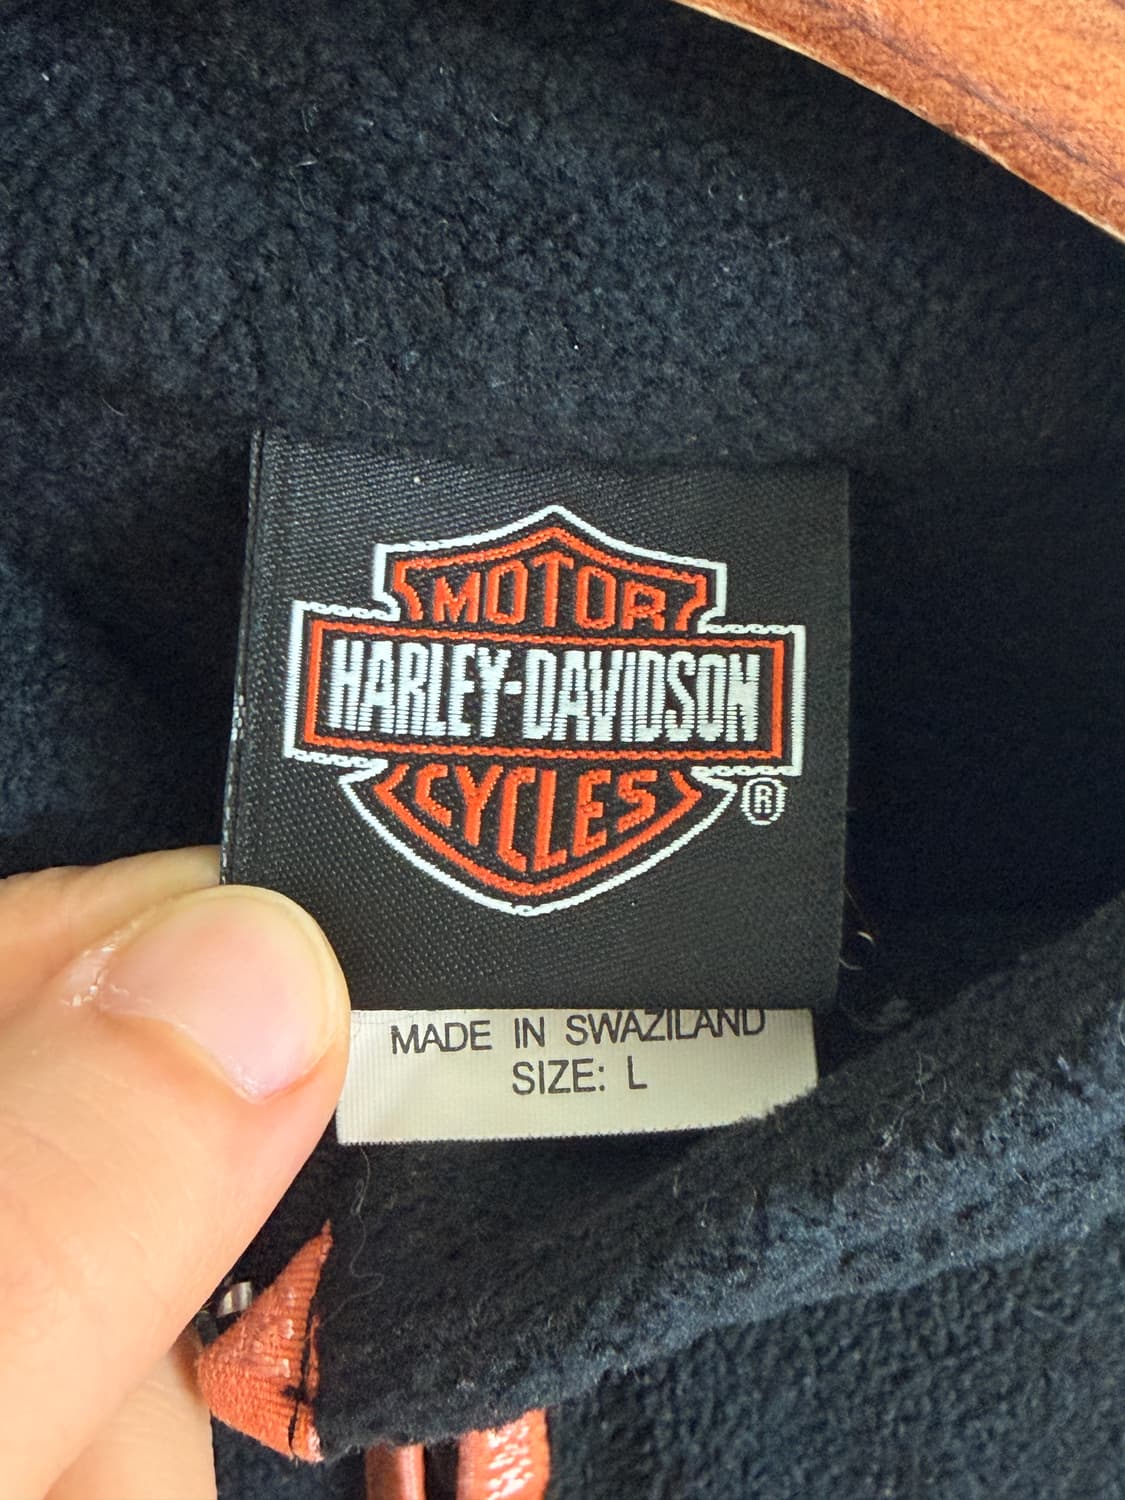 MOTOR
HARLEY-DAVIDSON
CYCLES
®
MADE IN SWAZILAND
SIZE: L